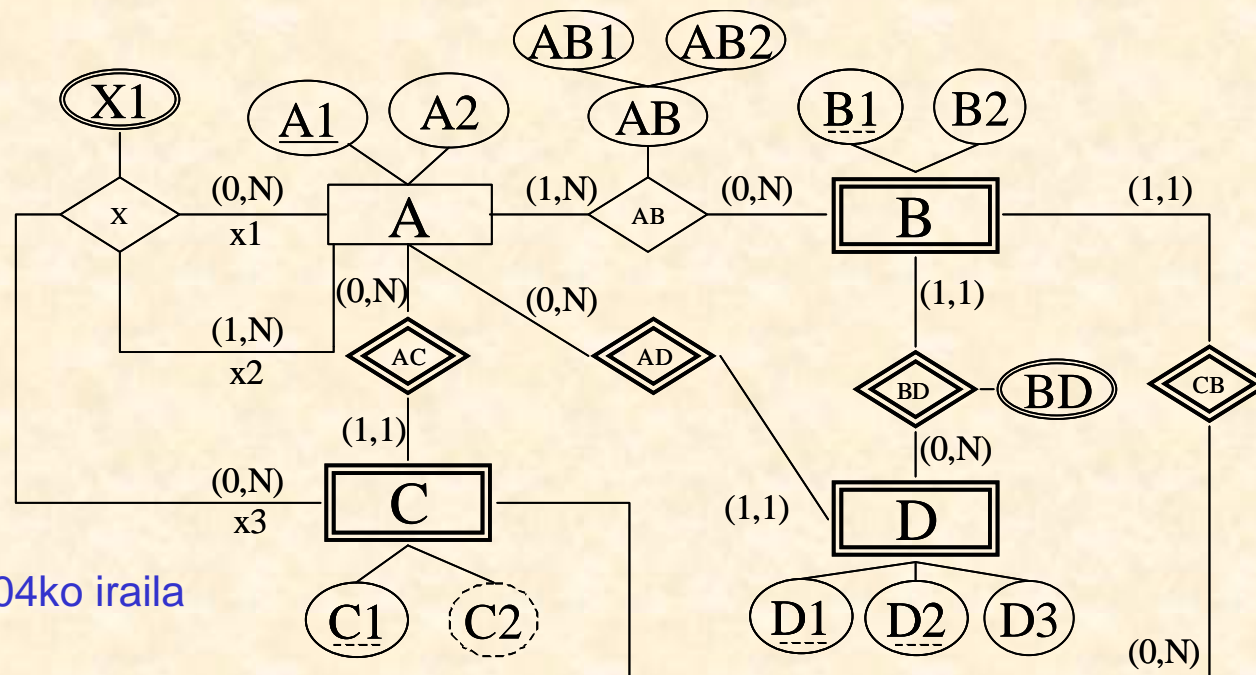 AB1 AB2
X1 A1 A2 AB B1 B2
(0,N) (1,N) (0,N) (1,1)
X A AB B
x1
(0,N) (0,N) (1,1)
(1,N)
x2 AC AD BD BD CB
(1,1) (0,N)
(0,N) C (1,1) D
x3
04ko iraila
C1 C2 D1 D2 D3
(0,N)